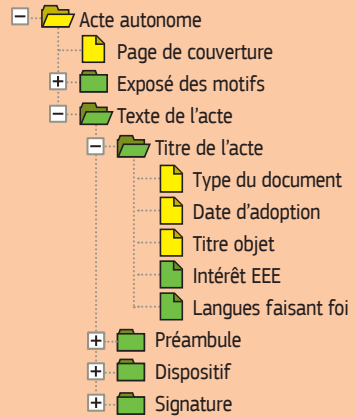 Acte autonome
Page de couverture
Exposé des motifs
Texte de l'acte
Titre de l'acte
Type du document
Date d'adoption
Titre objet
Intérêt EEE
Langues faisant foi
Préambule
Dispositif
Signature